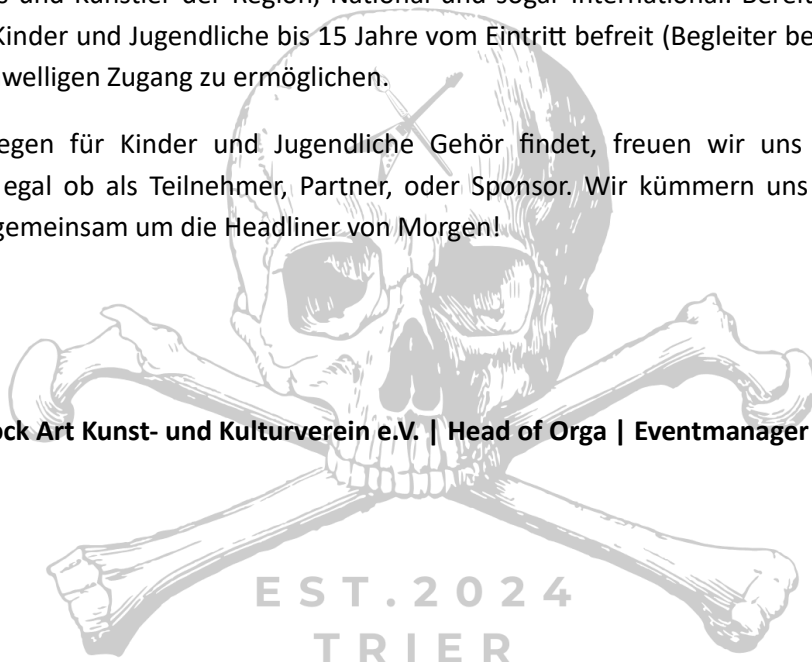 und Künstler der Region, National und sogar International. Bereit
Kinder und Jugendliche bis 15 Jahre vom Eintritt befreit (Begleiter be
welligen Zugang zu ermöglichen.
egen für Kinder und Jugendliche Gehör findet, freuen wir uns
egal ob als Teilnehmer, Partner, oder Sponsor. Wir kümmern uns
gemeinsam um die Headliner von Morgen!
ock Art Kunst- und Kulturverein e.V. | Head of Orga | Eventmanager
EST.2024
TRIER